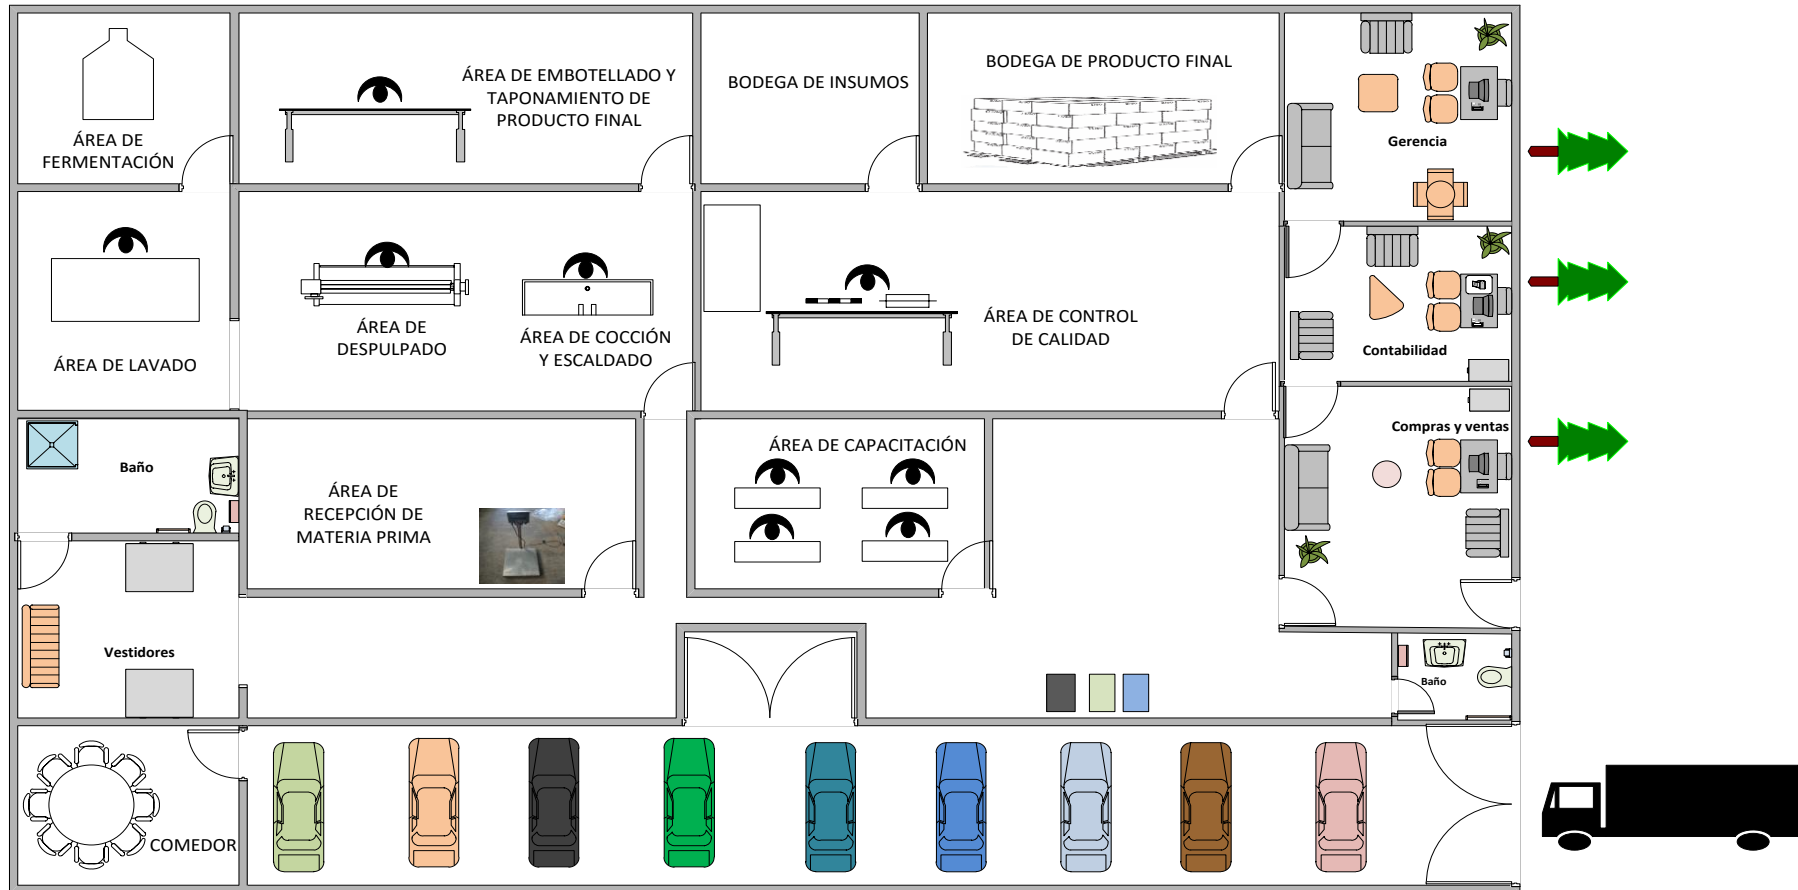 ÁREA DE
FERMENTACIÓN
ÁREA DE EMBOTELLADO Y
TAPONAMIENTO DE
PRODUCTO FINAL
BODEGA DE INSUMOS
BODEGA DE PRODUCTO FINAL
Gerencia
ÁREA DE LAVADO
ÁREA DE
DESPULPADO
ÁREA DE COCCIÓN
Y ESCALDADO
ÁREA DE CONTROL
DE CALIDAD
Contabilidad
Baño
ÁREA DE
RECEPCIÓN DE
MATERIA PRIMA
ÁREA DE CAPACITACIÓN
Compras y ventas
Vestidores
Baño
COMEDOR